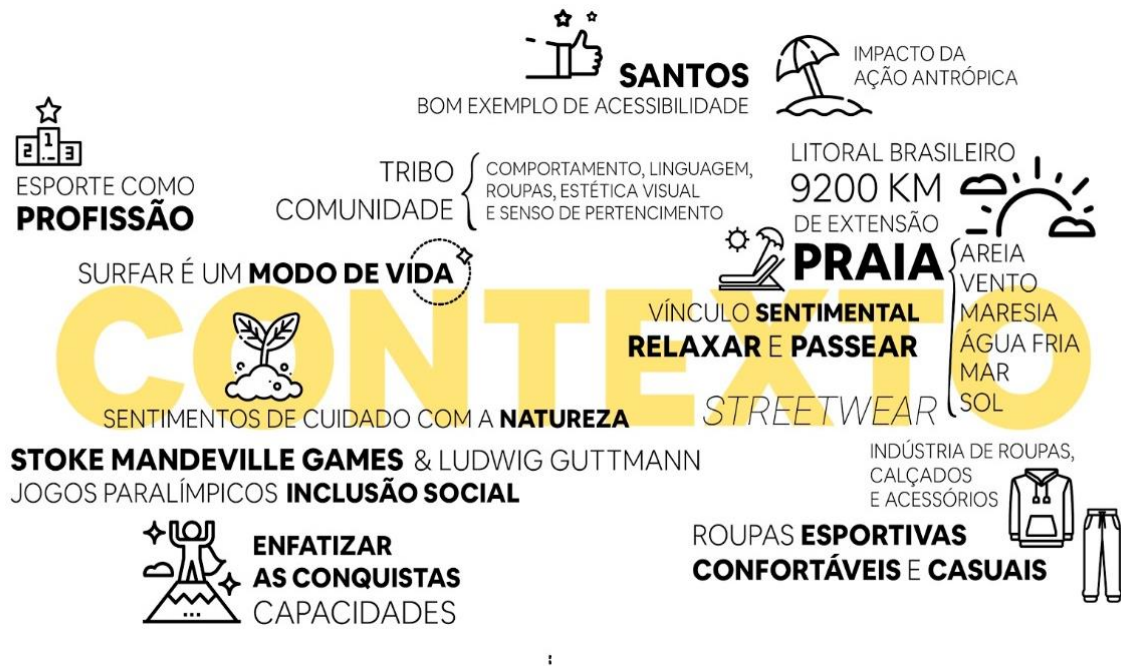 SANTOS
BOM EXEMPLO DE ACESSIBILIDADE
IMPACTO DA
AÇÃO ANTRÓPICA
2 1 3
ESPORTE COMO
PROFISSÃO
TRIBO
COMUNIDADE
COMPORTAMENTO, LINGUAGEM,
ROUPAS, ESTÉTICA VISUAL
E SENSO DE PERTENCIMENTO
LITORAL BRASILEIRO
9200 KM
DE EXTENSÃO
PRAIA
AREIA
VENTO
MARESIA
ÁGUA FRIA
MAR
SOL
SURFAR É UM MODO DE VIDA
VÍNCULO SENTIMENTAL
RELAXAR E PASSEAR
CONTEXTO
STREETWEAR
SENTIMENTOS DE CUIDADO COM A NATUREZA
STOKE MANDEVILLE GAMES & LUDWIG GUTTMANN
JOGOS PARALÍMPICOS INCLUSÃO SOCIAL
INDÚSTRIA DE ROUPAS,
CALÇADOS
E ACESSÓRIOS
ROUPAS ESPORTIVAS
CONFORTÁVEIS E CASUAIS
ENFATIZAR
AS CONQUISTAS
CAPACIDADES